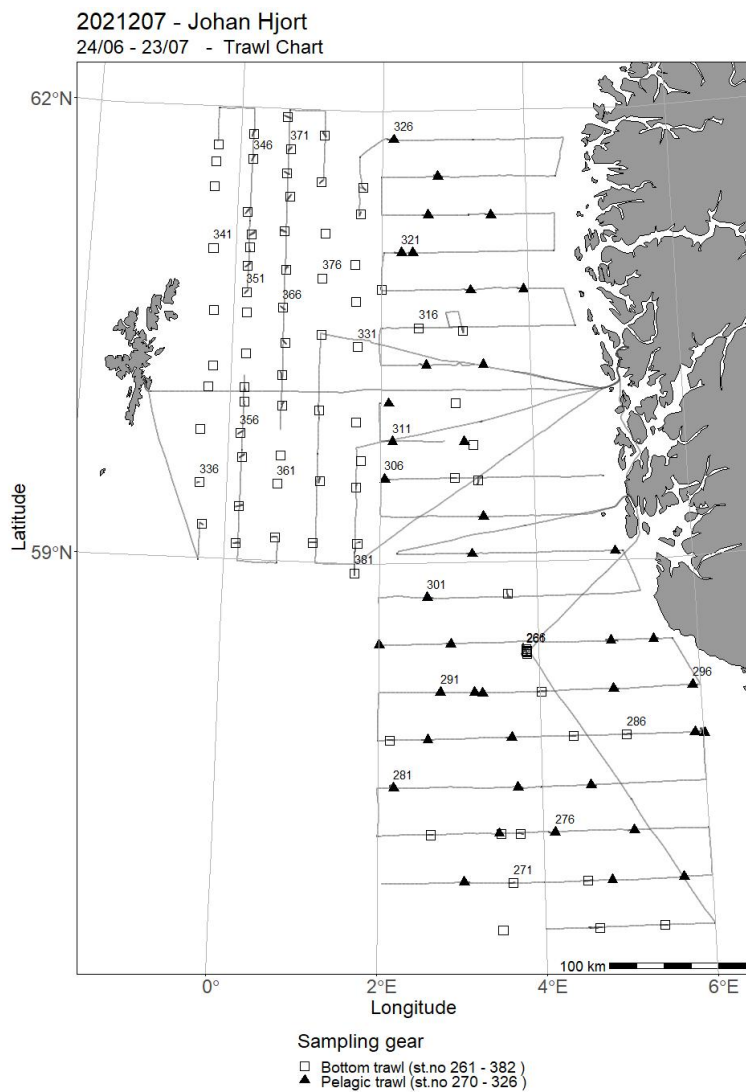 2021207 - Johan Hjort
24/06 - 23/07 - Trawl Chart
62°N
326
371
346
341
321
376
351
366
316
331
356
311
306
336
361
59°N
381
301
266
296
291
286
281
276
271
100 km
0°
2°E
4°E
6°E
Latitude
Longitude
Sampling gear
Bottom trawl (st.no 261 - 382 )
Pelagic trawl (st.no 270 - 326 )